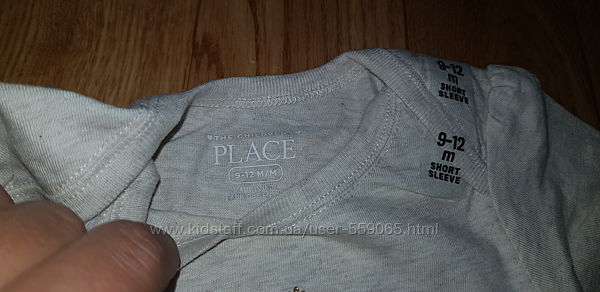 9-12
m
SHORT
SLEEVE
THE CHILDREN'S
PLACE
9-12 M/M
9-12
m
SHORT
SLEEVE
www.kidstaff.com.ua/user-559065.html